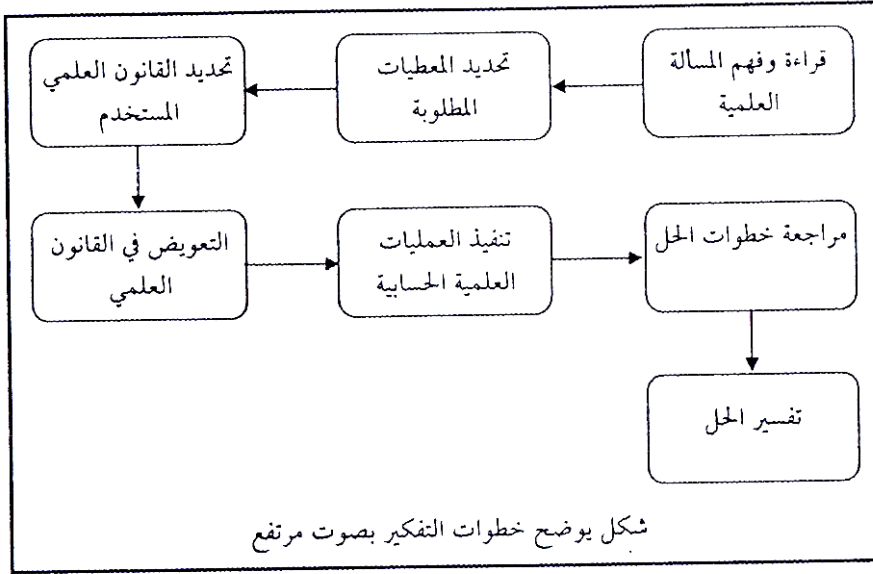 قراءة وفهم المسألة
العلمية
تحديد المعطيات
المطلوبة
تحديد القانون العلمي
المستخدم
التعويض في القانون
العلمي
تنفيذ العمليات
العلمية الحسابية
مراجعة خطوات الحل
تفسير الحل
شكل يوضح خطوات التفكير بصوت مرتفع